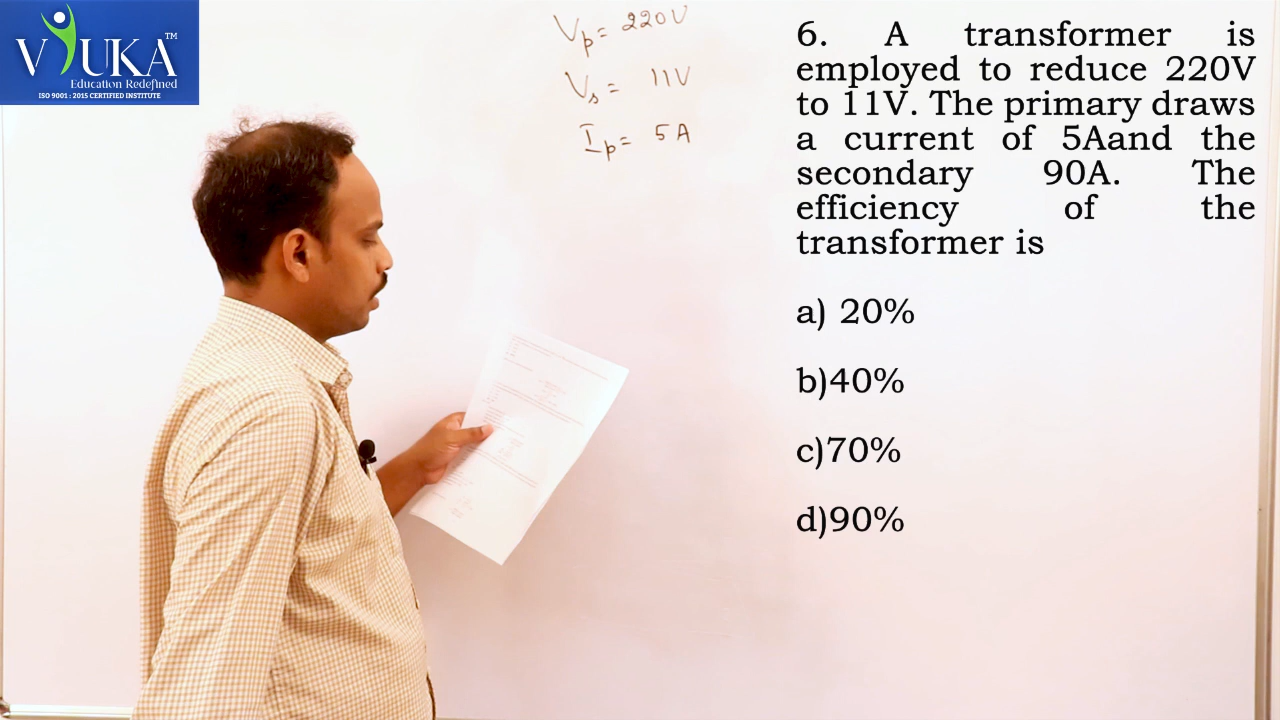 VIJUKA™
Education Redefined
ISO 9001 : 2015 CERTIFIED INSTITUTE
Vp = 220V
Vs = 11V
Ip = 5A
6. A transformer is
employed to reduce 220V
to 11V. The primary draws
a current of 5Aand the
secondary 90A. The
efficiency of the
transformer is
a) 20%
b)40%
c)70%
d)90%